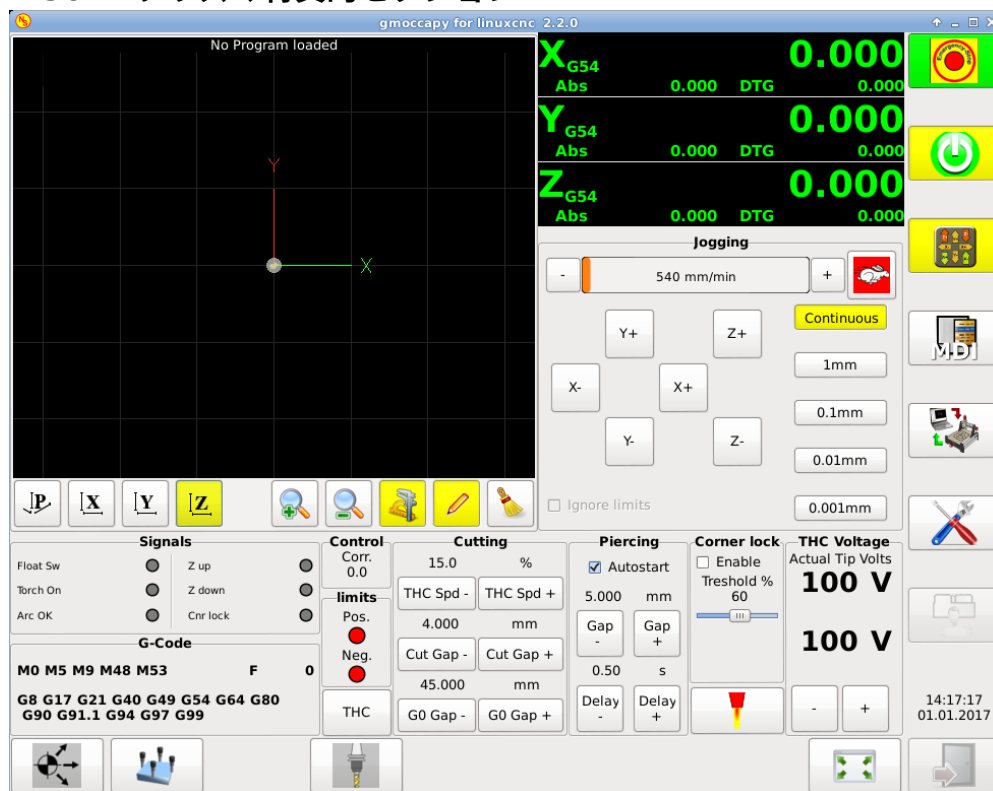 gmoccapy for linuxcnc 2.2.0
No Program loaded
X G54 0.000
Abs 0.000 DTG 0.000
Y G54 0.000
Abs 0.000 DTG 0.000
Z G54 0.000
Abs 0.000 DTG 0.000
Emergency-Stop
Y
X
Jogging
- 540 mm/min +
Continuous
Y+ Z+
1mm
X- X+
0.1mm
Y- Z-
0.01mm
Ignore limits
0.001mm
MDI
P X Y Z
Signals
Float Sw Z up
Torch On Z down
Arc OK Cnr lock
G-Code
M0 M5 M9 M48 M53 F 0
G8 G17 G21 G40 G49 G54 G64 G80
G90 G91.1 G94 G97 G99
Control
Corr.
0.0
limits
Pos.
Neg.
THC
Cutting
15.0 %
THC Spd - THC Spd +
4.000 mm
Cut Gap - Cut Gap +
45.000 mm
G0 Gap - G0 Gap +
Piercing
Autostart
5.000 mm
Gap - Gap +
0.50 s
Delay - Delay +
Corner lock
Enable
Treshold %
60
THC Voltage
Actual Tip Volts
100 V
100 V
- +
14:17:17
01.01.2017